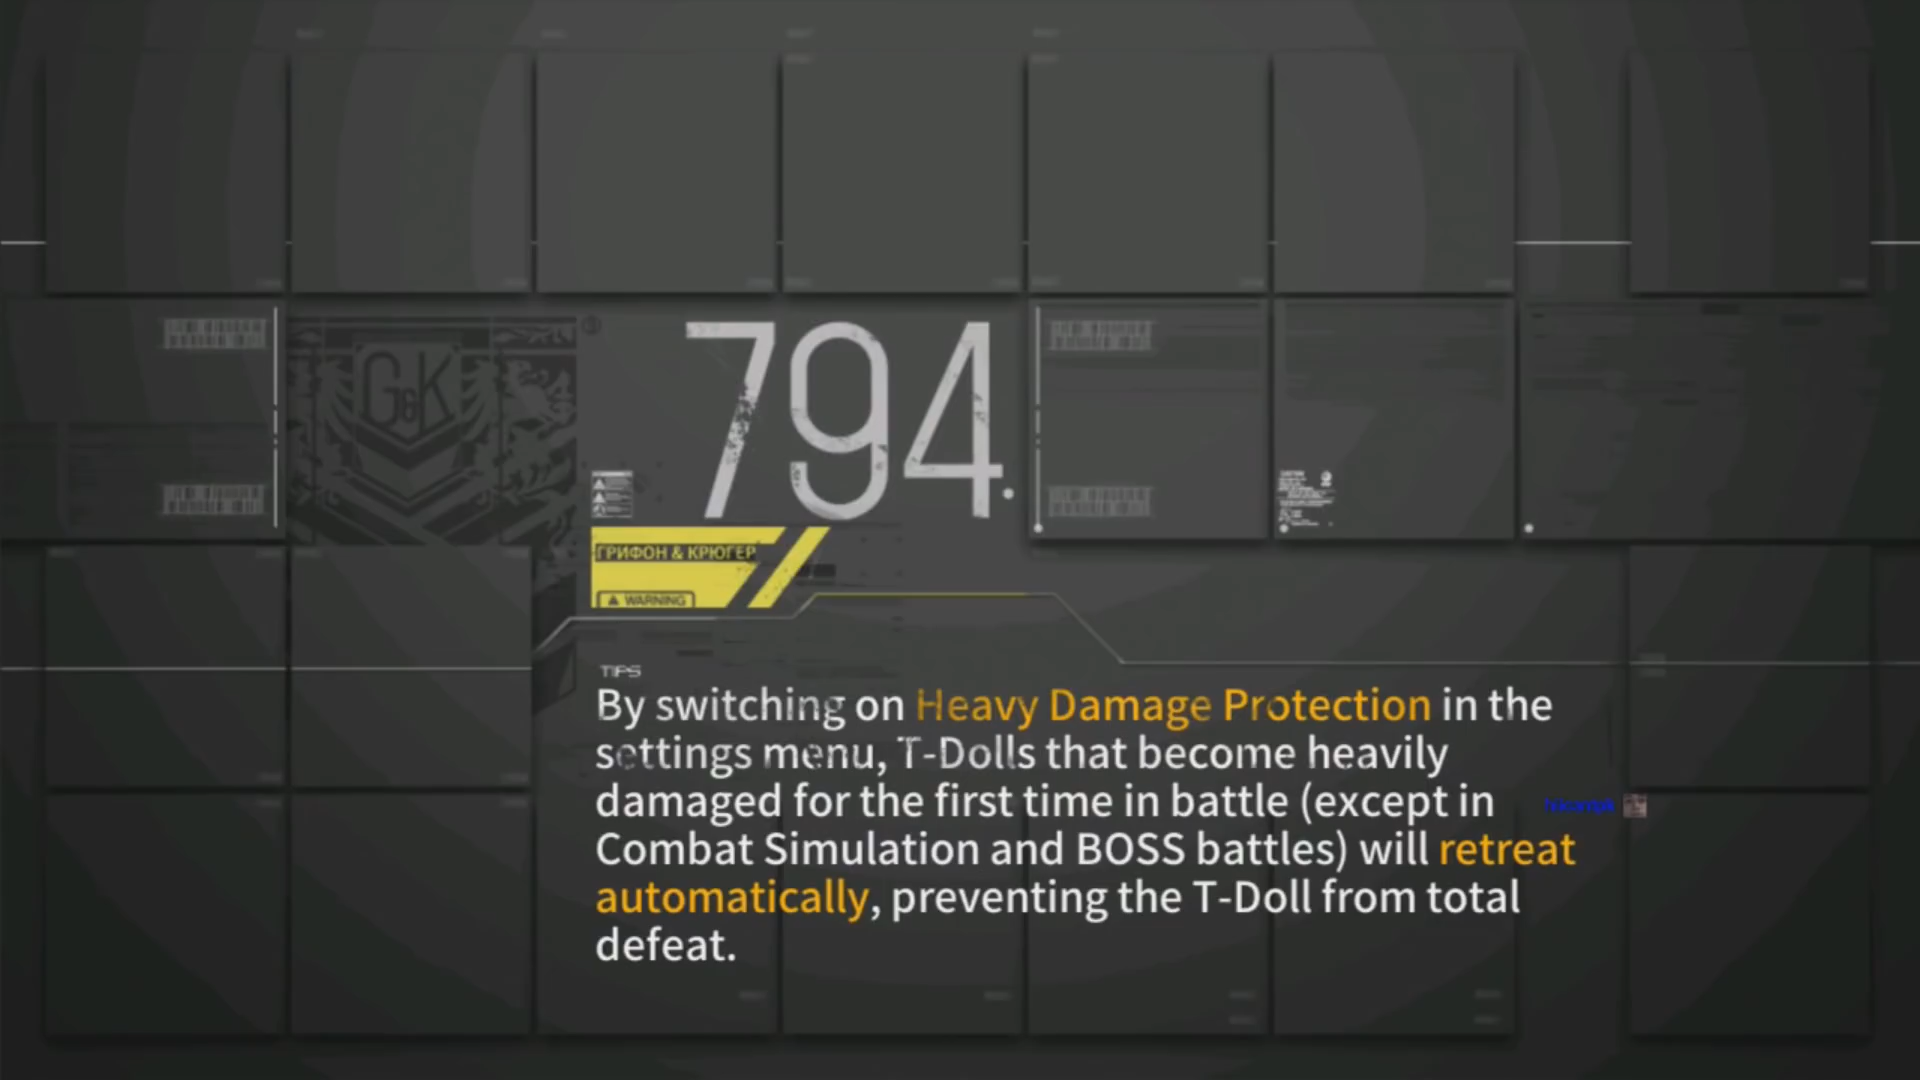 G&K
794.
ГРИФОН & КРЮГЕР
WARNING
TIPS
By switching on Heavy Damage Protection in the
settings menu, T-Dolls that become heavily
damaged for the first time in battle (except in
Combat Simulation and BOSS battles) will retreat
automatically, preventing the T-Doll from total
defeat.